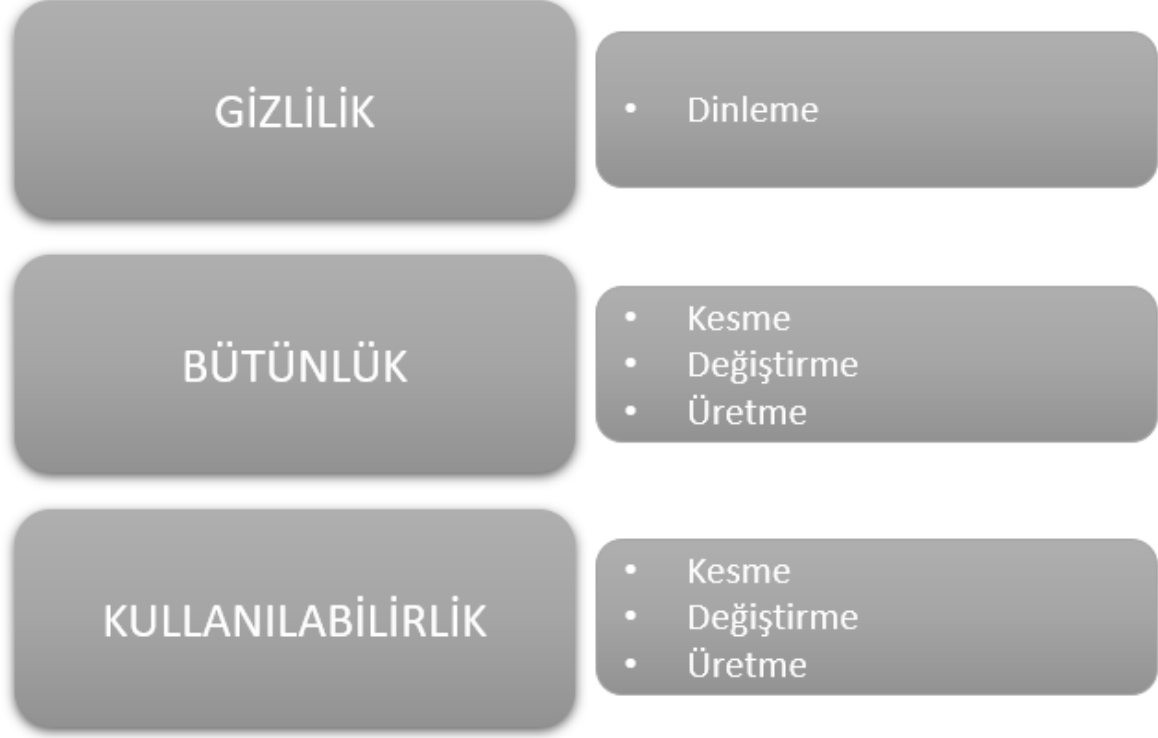 GİZLİLİK
• Dinleme
BÜTÜNLÜK
• Kesme
• Değiştirme
• Üretme
KULLANILABİLİRLİK
• Kesme
• Değiştirme
• Üretme